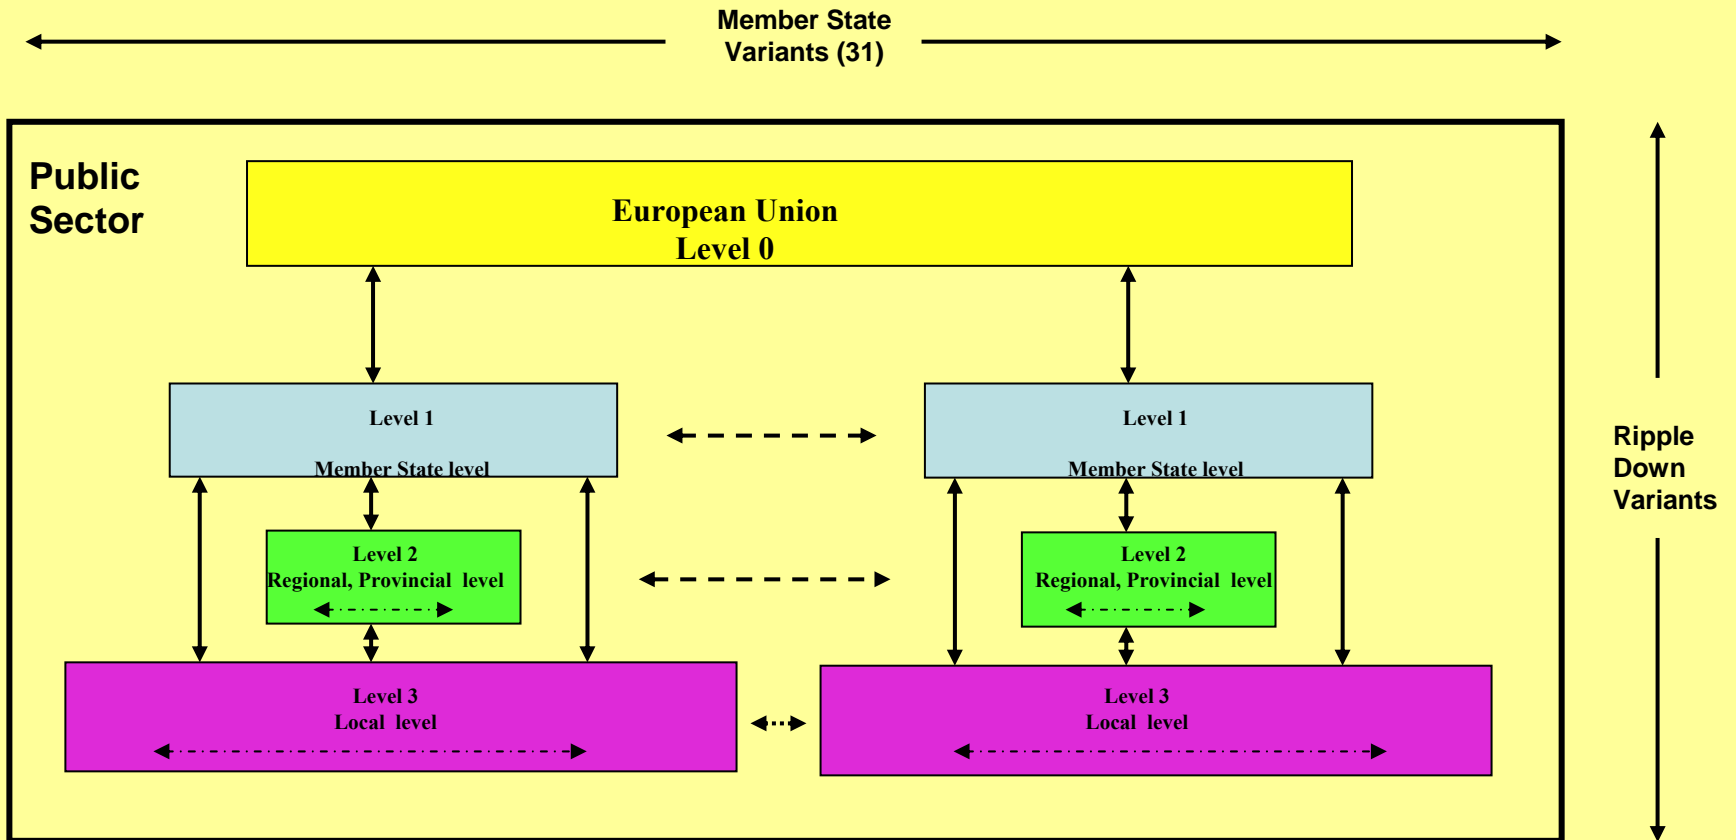 Member State
Variants (31)
Public
Sector
European Union
Level 0
Level 1
Member State level
Level 1
Member State level
Ripple
Down
Variants
Level 2
Regional, Provincial level
Level 2
Regional, Provincial level
Level 3
Local level
Level 3
Local level